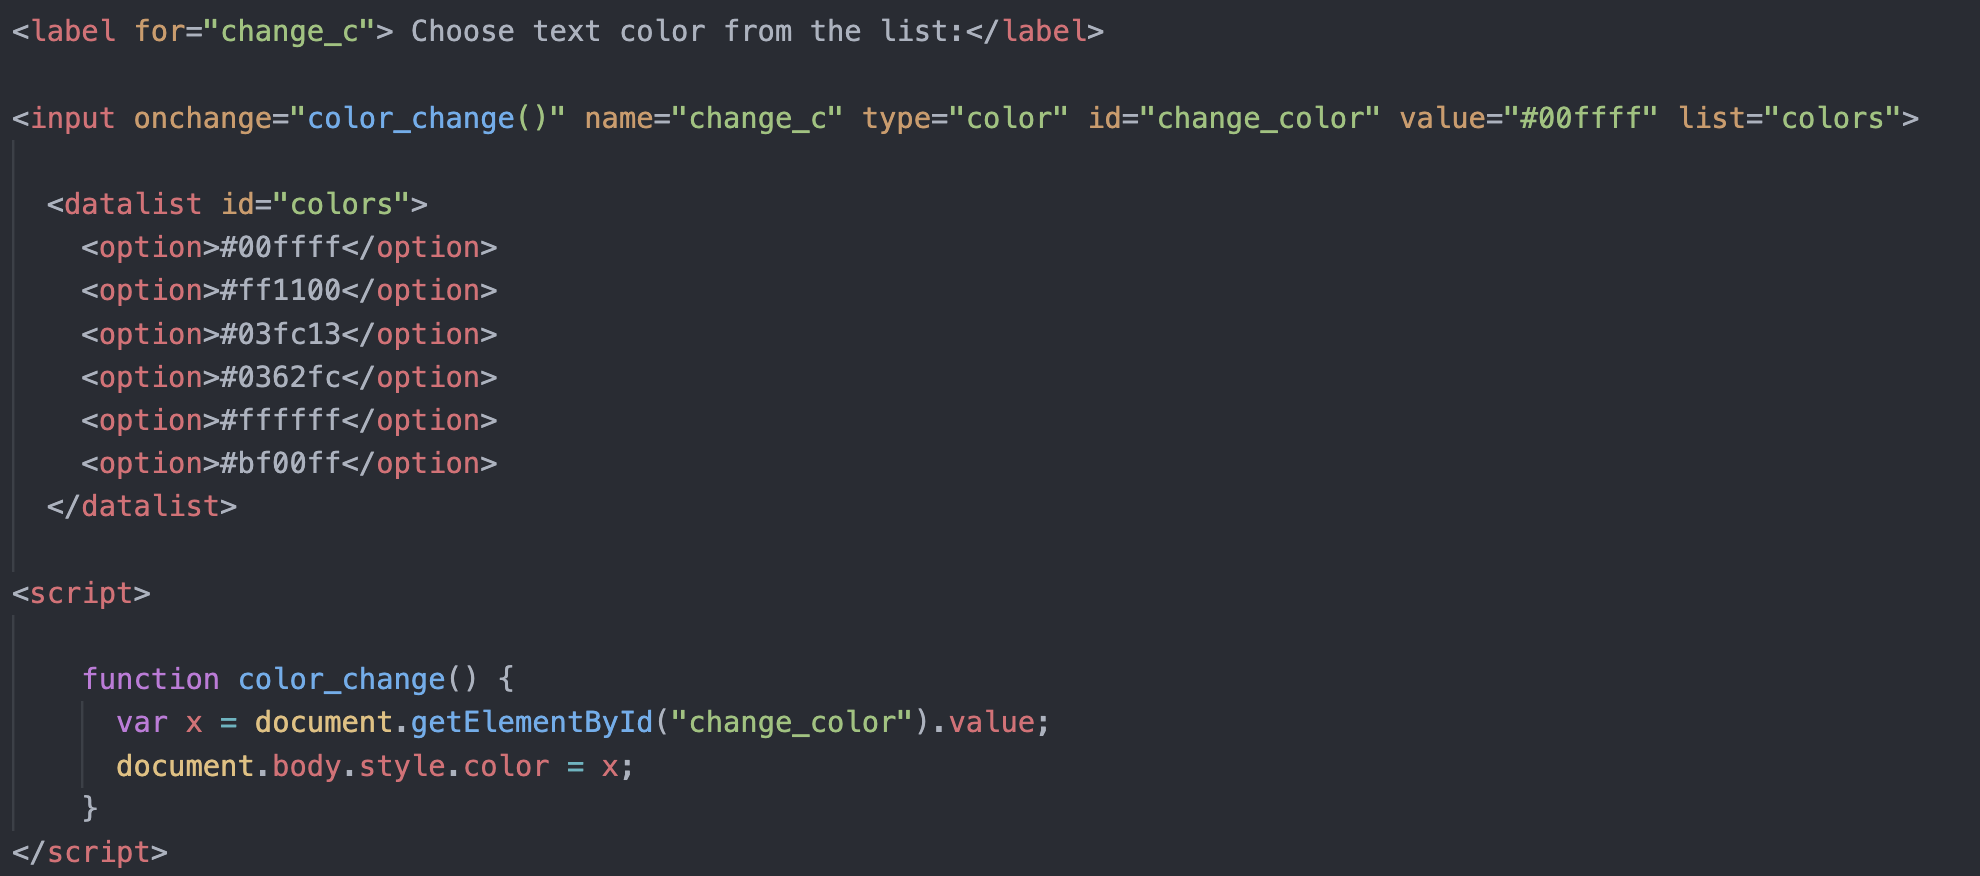 <label for="change_c"> Choose text color from the list:</label>
<input onchange="color_change()" name="change_c" type="color" id="change_color" value="#00ffff" list="colors">
<datalist id="colors">
<option>#00ffff</option>
<option>#ff1100</option>
<option>#03fc13</option>
<option>#0362fc</option>
<option>#ffffff</option>
<option>#bf00ff</option>
</datalist>
<script>
function color_change() {
var x = document.getElementById("change_color").value;
document.body.style.color = x;
}
</script>